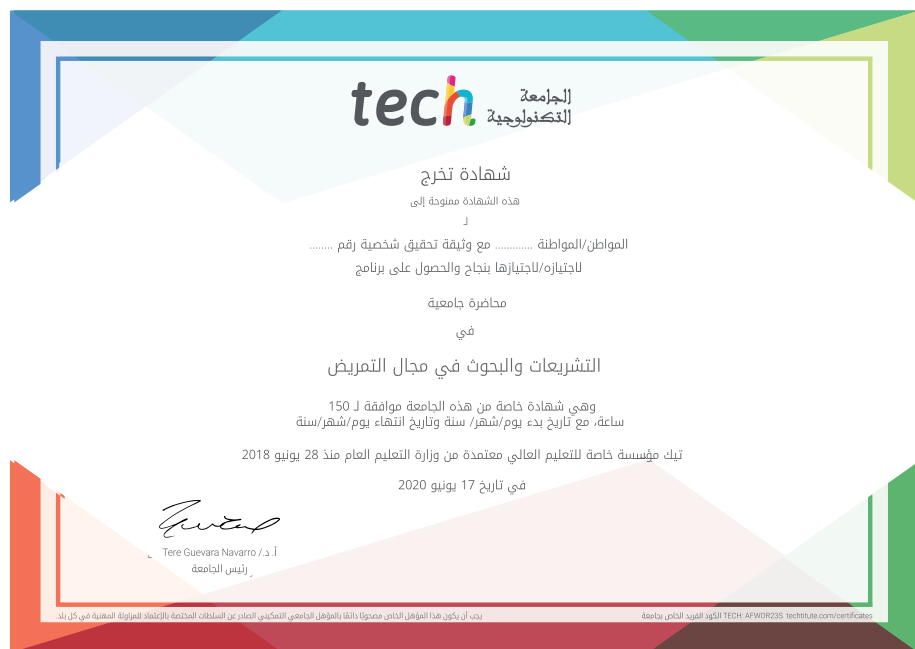 tech الجامعة
التكنولوجية
شهادة تخرج
هذه الشهادة ممنوحة إلى
لـ
المواطن/المواطنة ............. مع وثيقة تحقيق شخصية رقم ........
لاجتيازه/لاجتيازها بنجاح والحصول على برنامج
محاضرة جامعية
في
التشريعات والبحوث في مجال التمريض
وهي شهادة خاصة من هذه الجامعة موافقة لـ 150
ساعة، مع تاريخ بدء يوم/شهر/ سنة وتاريخ انتهاء يوم/شهر/سنة
تيك مؤسسة خاصة للتعليم العالي معتمدة من وزارة التعليم العام منذ 28 يونيو 2018
في تاريخ 17 يونيو 2020
أ. د./ Tere Guevara Navarro
رئيس الجامعة
يجب أن يكون هذا المؤهل الخاص مصحوبًا دائمًا بالمؤهل الجامعي التمكيني الصادر عن السلطات المختصة بالإعتماد للمزاولة المهنية في كل بلد.
الكود الفريد الخاص بجامعة TECH: AFWOR23S techtitute.com/certificates